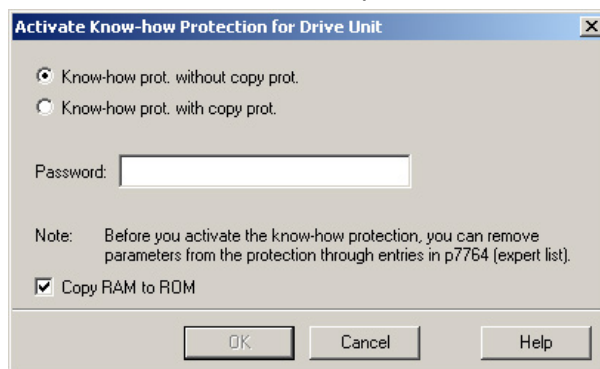 Activate Know-how Protection for Drive Unit
Know-how prot. without copy prot.
Know-how prot. with copy prot.
Password:
Note: Before you activate the know-how protection, you can remove
parameters from the protection through entries in p7764 (expert list).
Copy RAM to ROM
OK Cancel Help